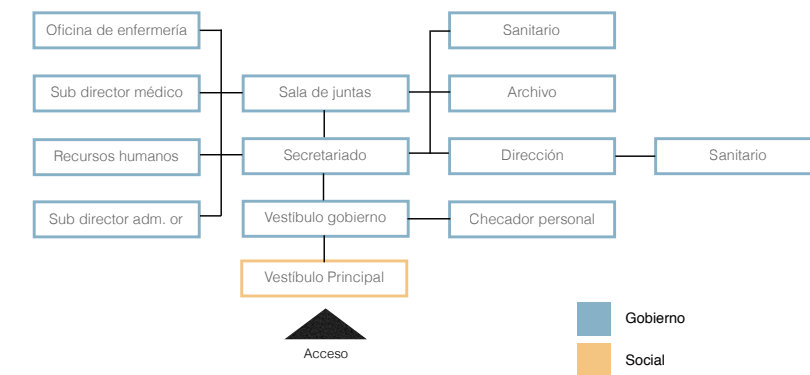 Oficina de enfermería
Sanitario
Sub director médico
Sala de juntas
Archivo
Recursos humanos
Secretariado
Dirección
Sanitario
Sub director adm. or
Vestíbulo gobierno
Checador personal
Vestíbulo Principal
Acceso
Gobierno
Social